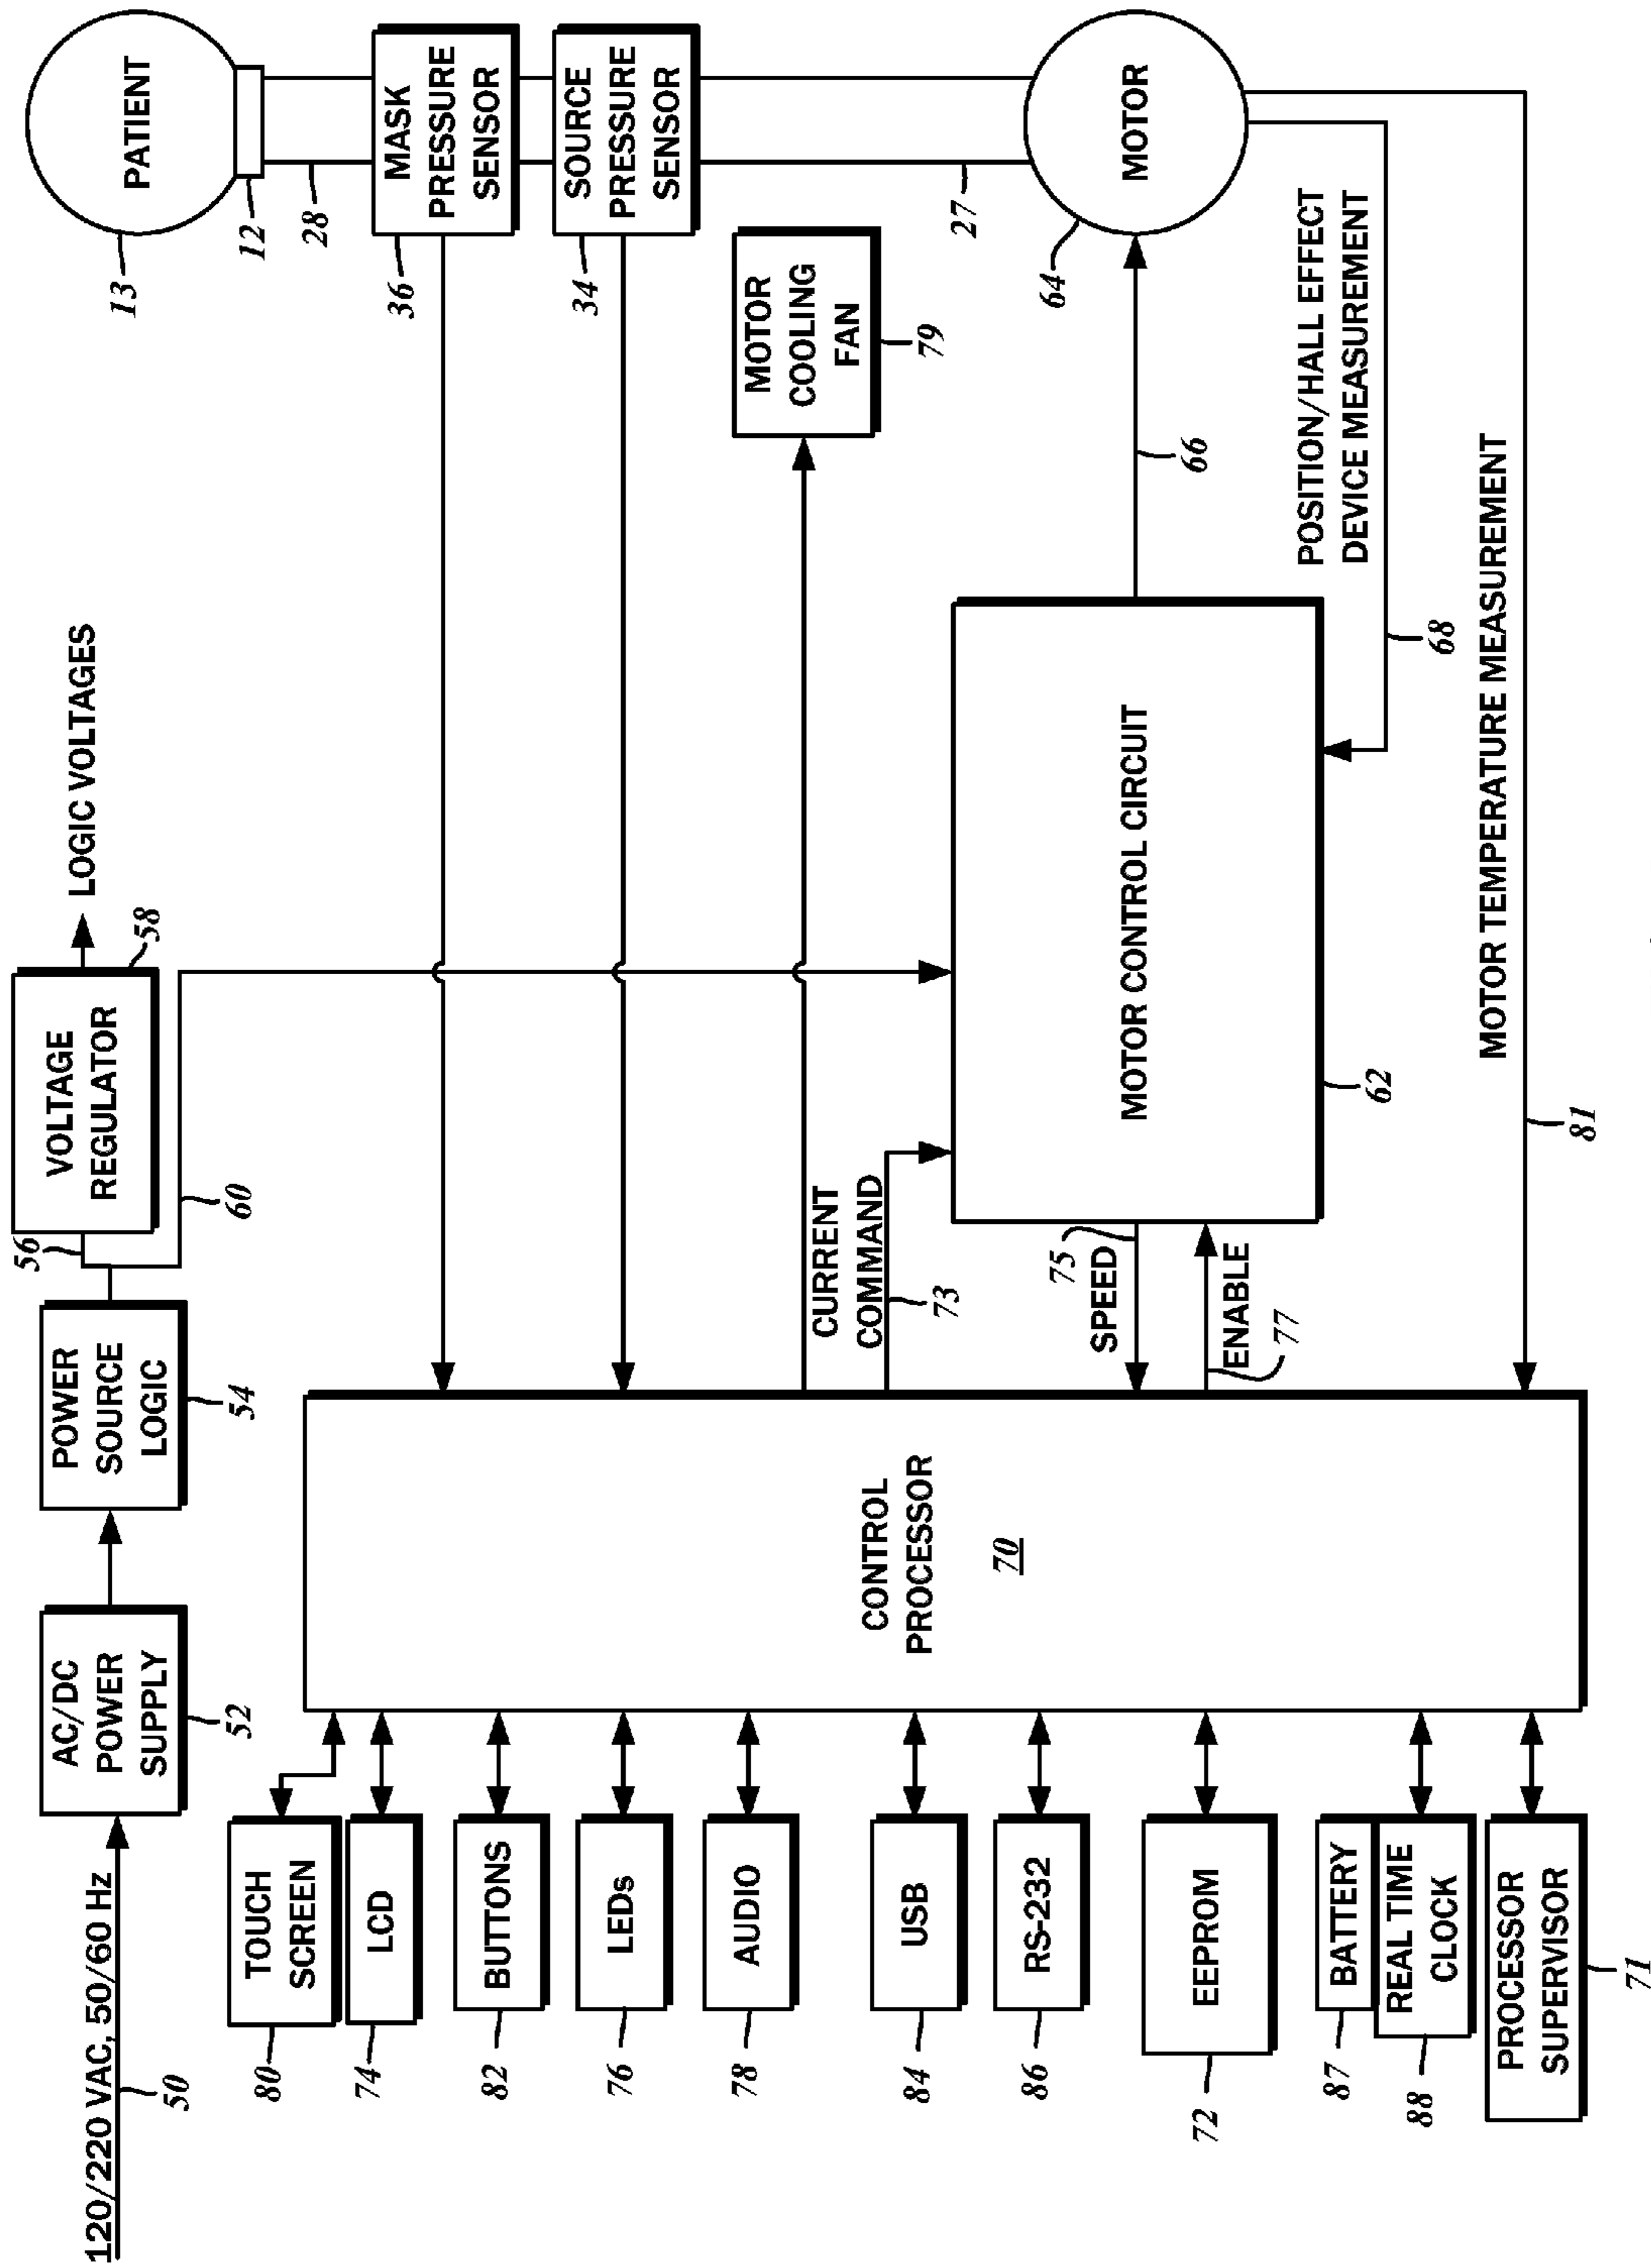 120/220 VAC, 50/60 Hz
50
AC/DC
POWER
SUPPLY
52
POWER
SOURCE
LOGIC
54
56
VOLTAGE
REGULATOR
58
60
LOGIC VOLTAGES
PATIENT
13
12
28
MASK
PRESSURE
SENSOR
36
SOURCE
PRESSURE
SENSOR
34
27
MOTOR
COOLING
FAN
79
MOTOR
64
66
POSITION/HALL EFFECT
DEVICE MEASUREMENT
68
MOTOR TEMPERATURE MEASUREMENT
81
MOTOR CONTROL CIRCUIT
62
CURRENT
COMMAND
73
75
SPEED
ENABLE
77
CONTROL
PROCESSOR
70
TOUCH
SCREEN
80
LCD
74
BUTTONS
82
LEDs
76
AUDIO
78
USB
84
RS-232
86
EEPROM
72
BATTERY
87
REAL TIME
CLOCK
88
PROCESSOR
SUPERVISOR
71